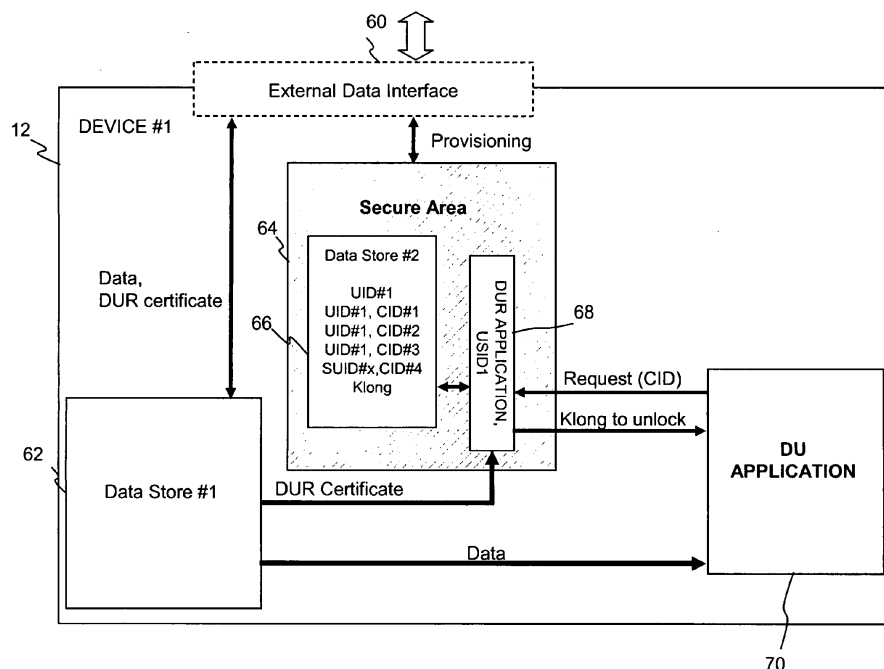 60
External Data Interface
12
DEVICE #1
Provisioning
Secure Area
64
Data Store #2
UID#1
UID#1, CID#1
UID#1, CID#2
UID#1, CID#3
SUID#x,CID#4
Klong
66
DUR APPLICATION,
USID1
68
Data,
DUR certificate
Request (CID)
Klong to unlock
DU
APPLICATION
62
Data Store #1
DUR Certificate
Data
70